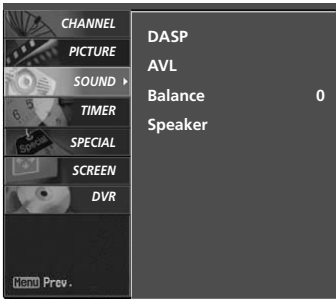 CHANNEL
PICTURE
SOUND
TIMER
SPECIAL
SCREEN
DVR
Menu Prev.
DASP
AVL
Balance 0
Speaker